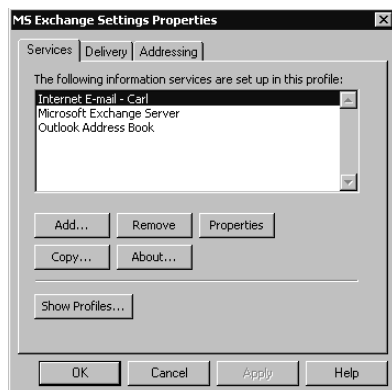 MS Exchange Settings Properties
Services Delivery Addressing
The following information services are set up in this profile:
Internet E-mail - Carl
Microsoft Exchange Server
Outlook Address Book
Add... Remove Properties
Copy... About...
Show Profiles...
OK Cancel Apply Help